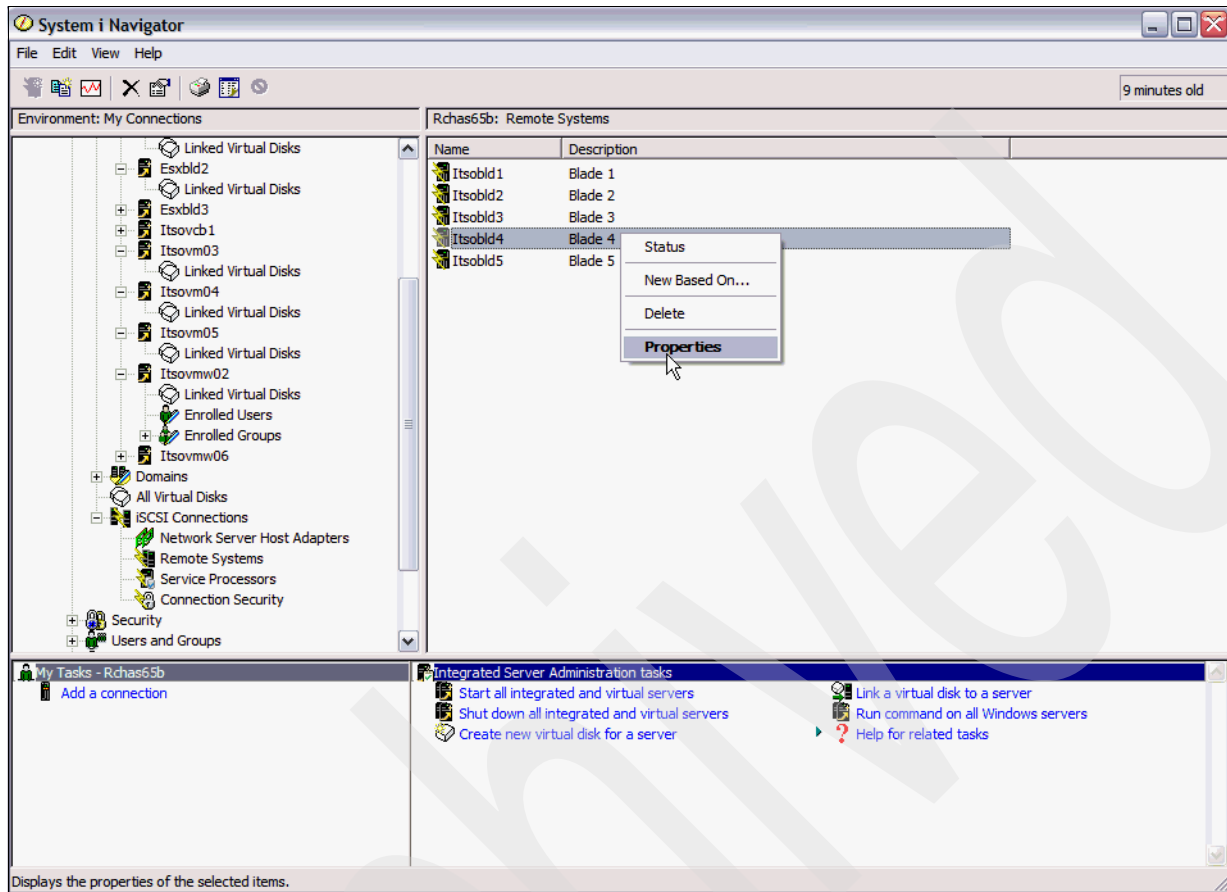 System i Navigator
File Edit View Help
9 minutes old
Environment: My Connections
Rchas65b: Remote Systems
Linked Virtual Disks
Esxbld2
Linked Virtual Disks
Esxbld3
Itsovcb1
Itsovm03
Linked Virtual Disks
Itsovm04
Linked Virtual Disks
Itsovm05
Linked Virtual Disks
Itsovmw02
Linked Virtual Disks
Enrolled Users
Enrolled Groups
Itsovmw06
Domains
All Virtual Disks
iSCSI Connections
Network Server Host Adapters
Remote Systems
Service Processors
Connection Security
Security
Users and Groups
Name Description
Itsobld1 Blade 1
Itsobld2 Blade 2
Itsobld3 Blade 3
Itsobld4 Blade 4
Itsobld5 Blade 5
Status
New Based On...
Delete
Properties
My Tasks - Rchas65b
Add a connection
Integrated Server Administration tasks
Start all integrated and virtual servers
Shut down all integrated and virtual servers
Create new virtual disk for a server
Link a virtual disk to a server
Run command on all Windows servers
Help for related tasks
Displays the properties of the selected items.